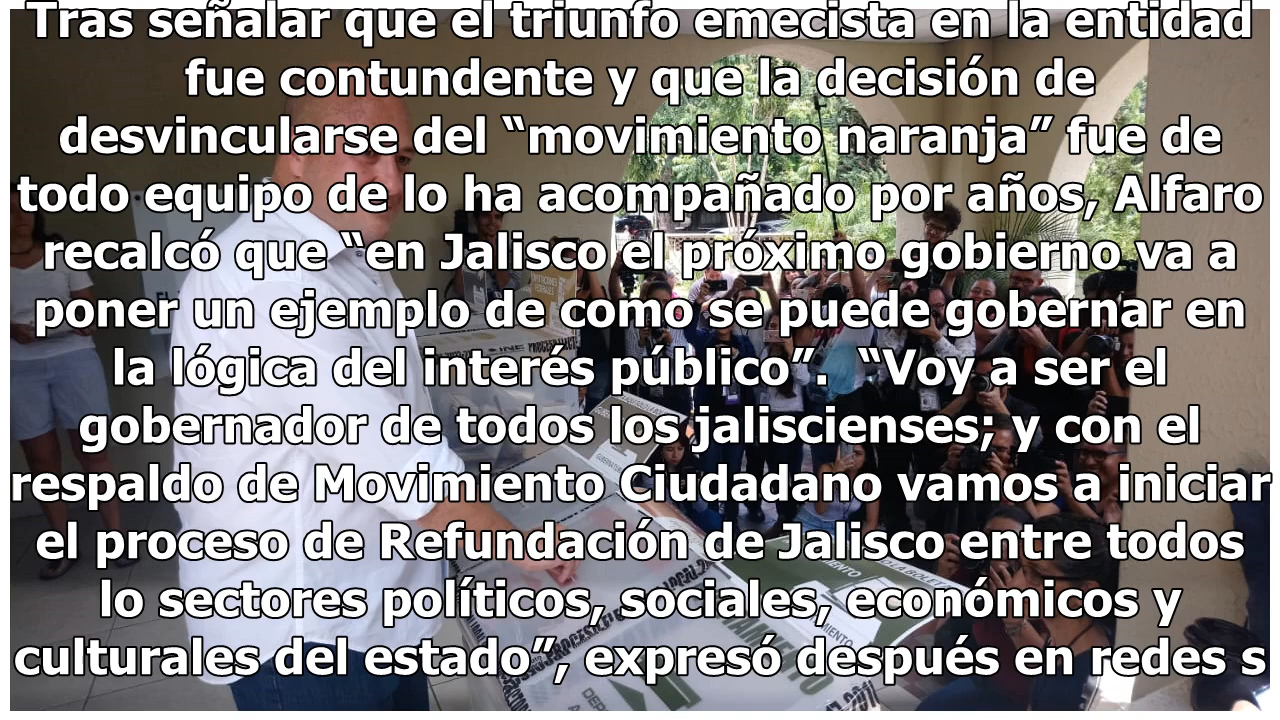 Tras señalar que el triunfo emecista en la entidad
fue contundente y que la decisión de
desvincularse del “movimiento naranja” fue de
todo equipo de lo ha acompañado por años, Alfaro
recalcó que “en Jalisco el próximo gobierno va a
poner un ejemplo de como se puede gobernar en
la lógica del interés público”. “Voy a ser el
gobernador de todos los jaliscienses; y con el
respaldo de Movimiento Ciudadano vamos a iniciar
el proceso de Refundación de Jalisco entre todos
lo sectores políticos, sociales, económicos y
culturales del estado”, expresó después en redes s